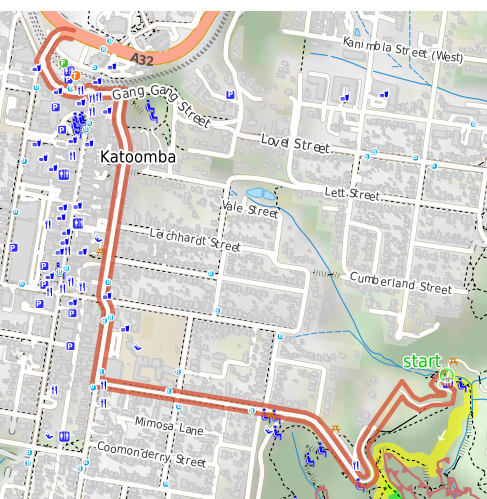 Kanimbla Street (West)
A32
F
T
Gang Gang Street
P
P
P
Lovel Street
Katoomba
Lett Street
Vale Street
Leichhardt Street
P
Cumberland Street
P
P
P
start
Mimosa Lane
Coomonderry Street